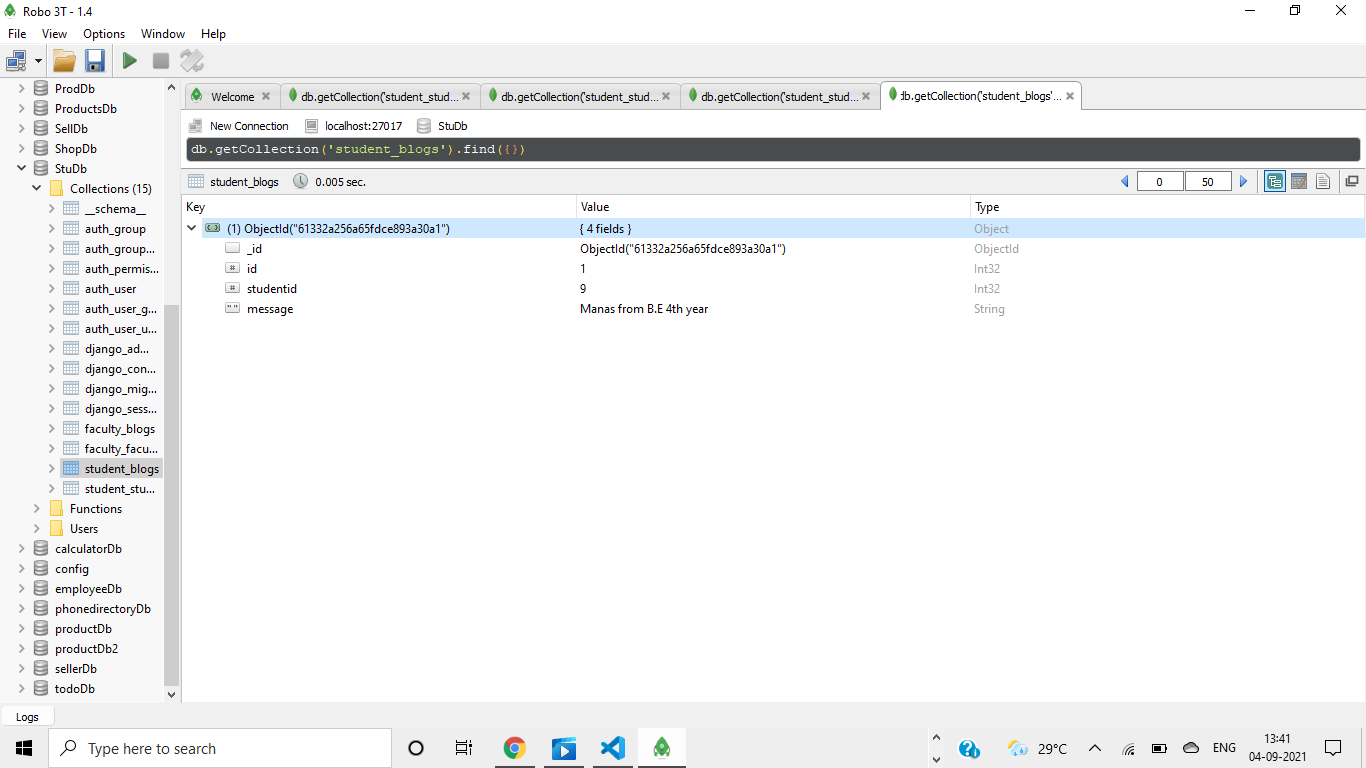 Robo 3T - 1.4
File View Options Window Help
ProdDb
ProductsDb
SellDb
ShopDb
StuDb
Collections (15)
__schema__
auth_group
auth_group...
auth_permis...
auth_user
auth_user_g...
auth_user_u...
django_ad...
django_con...
django_mig...
django_sess...
faculty_blogs
faculty_facu...
student_blogs
student_stu...
Functions
Users
calculatorDb
config
employeeDb
phonedirectoryDb
productDb
productDb2
sellerDb
todoDb
Welcome db.getCollection('student_stud... db.getCollection('student_stud... db.getCollection('student_stud... db.getCollection('student_blogs'...
New Connection localhost:27017 StuDb
db.getCollection('student_blogs').find({})
student_blogs 0.005 sec. 0 50
Key Value Type
(1) ObjectId("61332a256a65fdce893a30a1") { 4 fields } Object
_id ObjectId("61332a256a65fdce893a30a1") ObjectId
# id 1 Int32
# studentid 9 Int32
"" message Manas from B.E 4th year String
Logs
Type here to search
29°C ENG 13:41
04-09-2021